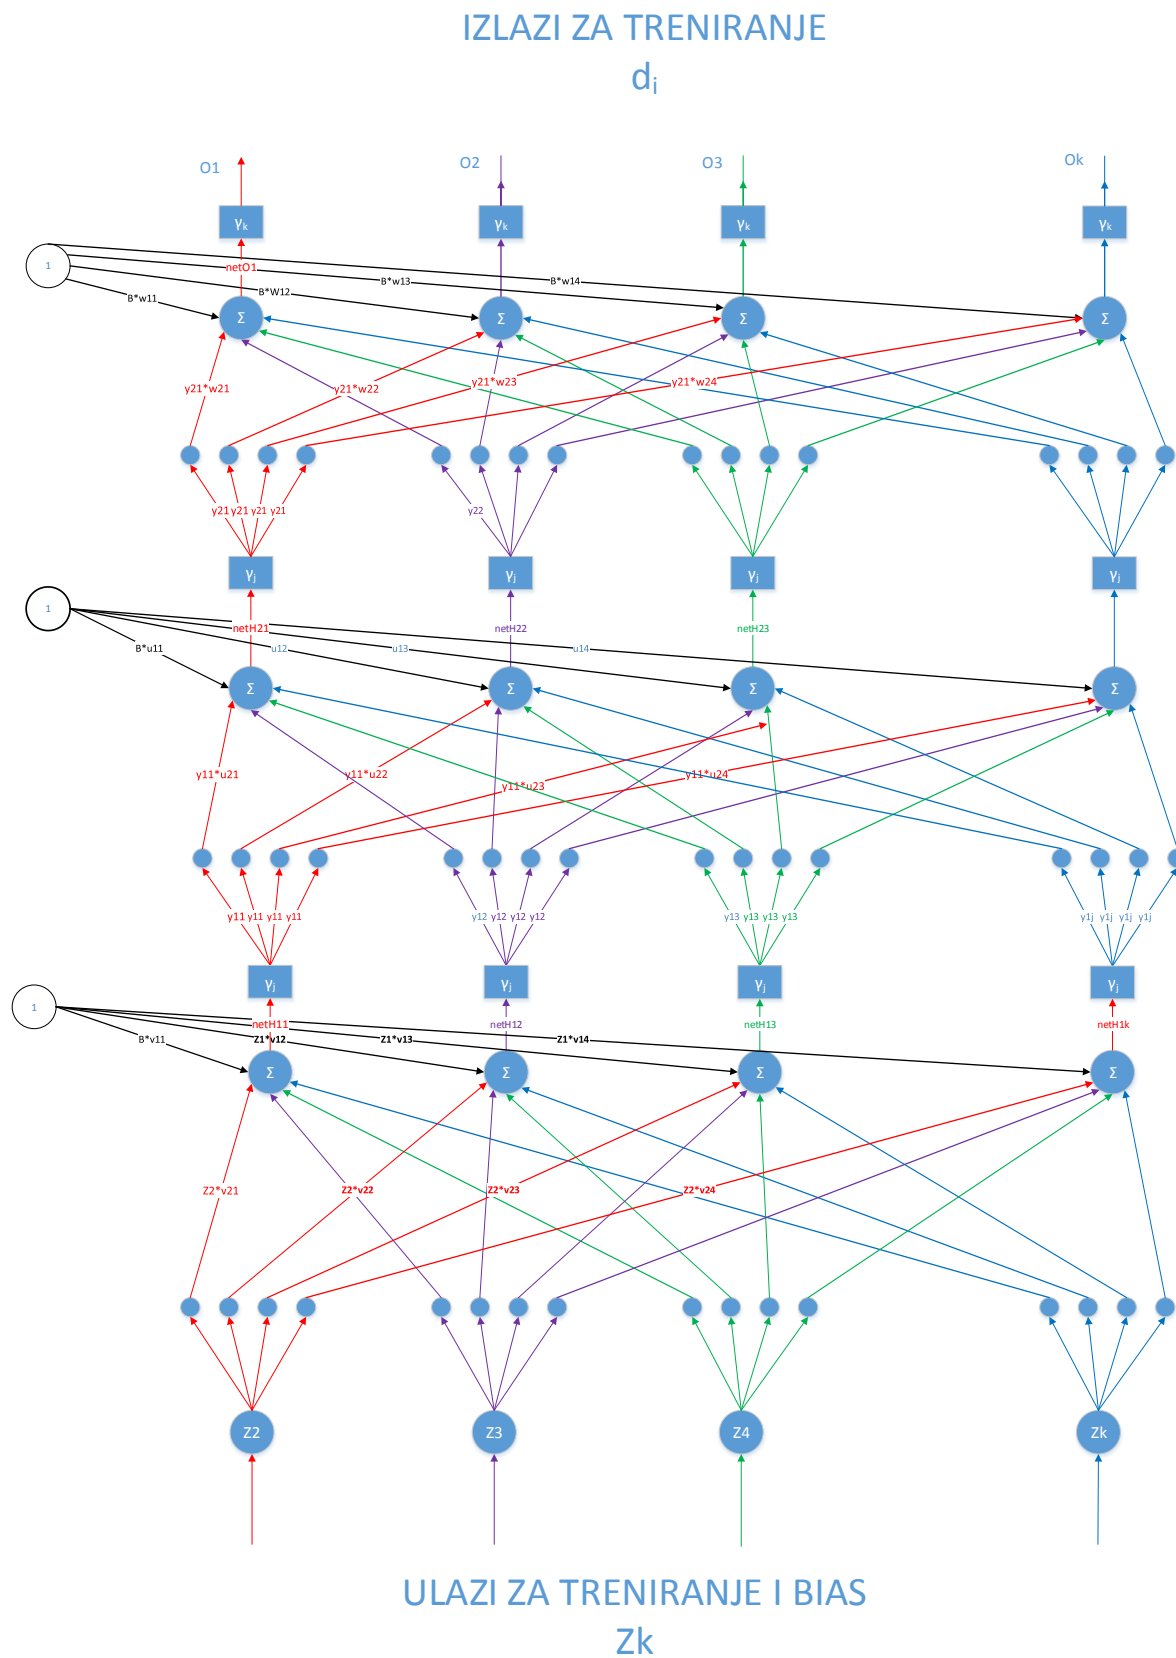 IZLAZI ZA TRENIRANJE
di
O1 O2 O3 Ok
γk γk γk γk
1
netO1
B*w11 B*W12 B*w13 B*w14
Σ Σ Σ Σ
y21*w21 y21*w22 y21*w23 y21*w24
y21 y21 y21 y21 y22
γj γj γj γj
1
netH21 netH22 netH23
B*u11 u12 u13 u14
Σ Σ Σ Σ
y11*u21 y11*u22 y11*u23 y11*u24
y11 y11 y11 y11 y12 y12 y12 y12 y13 y13 y13 y13 y1j y1j y1j y1j
γj γj γj γj
1
netH11 netH12 netH13 netH1k
B*v11 Z1*v12 Z1*v13 Z1*v14
Σ Σ Σ Σ
Z2*v21 Z2*v22 Z2*v23 Z2*v24
Z2 Z3 Z4 Zk
ULAZI ZA TRENIRANJE I BIAS
Zk